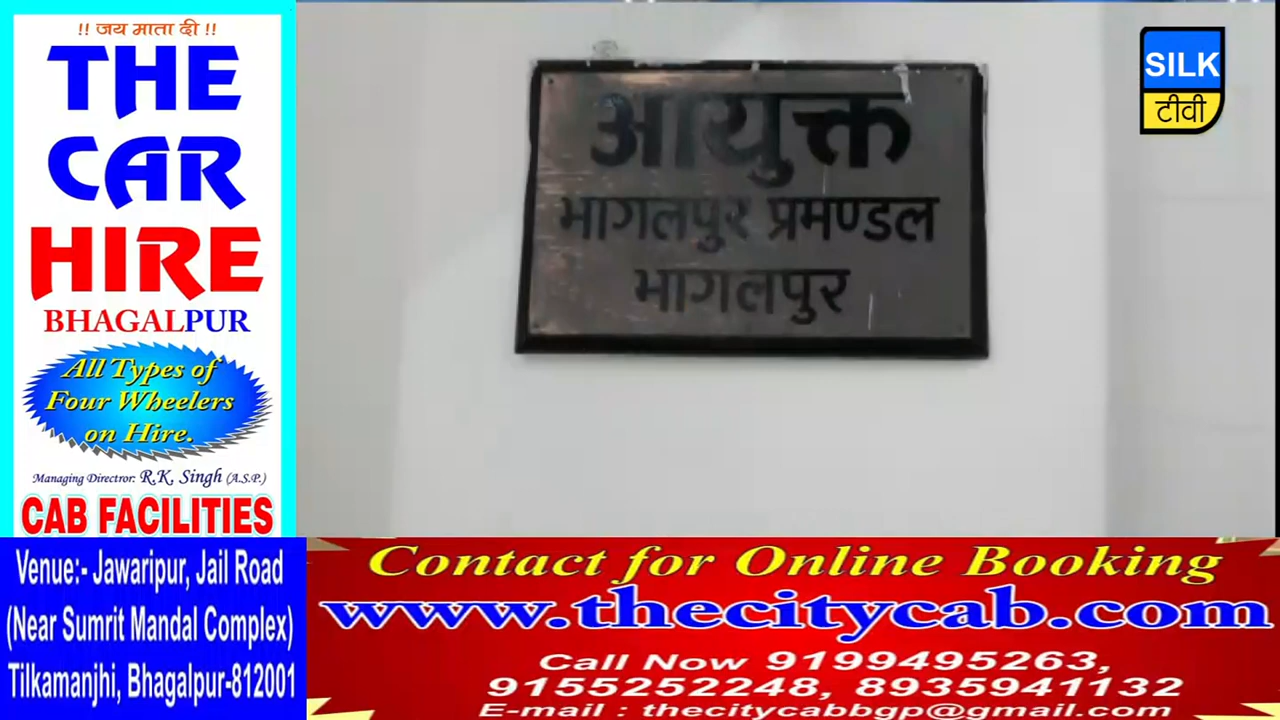 !! जय माता दी !!
THE
CAR
HIRE
BHAGALPUR
All Types of
Four Wheelers
on Hire.
Managing Directror: R.K. Singh (A.S.P.)
CAB FACILITIES
Venue:- Jawaripur, Jail Road
(Near Sumrit Mandal Complex)
Tilkamanjhi, Bhagalpur-812001
आयुक्त
भागलपुर प्रमण्डल
भागलपुर
SILK
टीवी
Contact for Online Booking
www.thecitycab.com
Call Now 9199495263,
9155252248, 8935941132
E-mail : thecitycabbgp@gmail.com